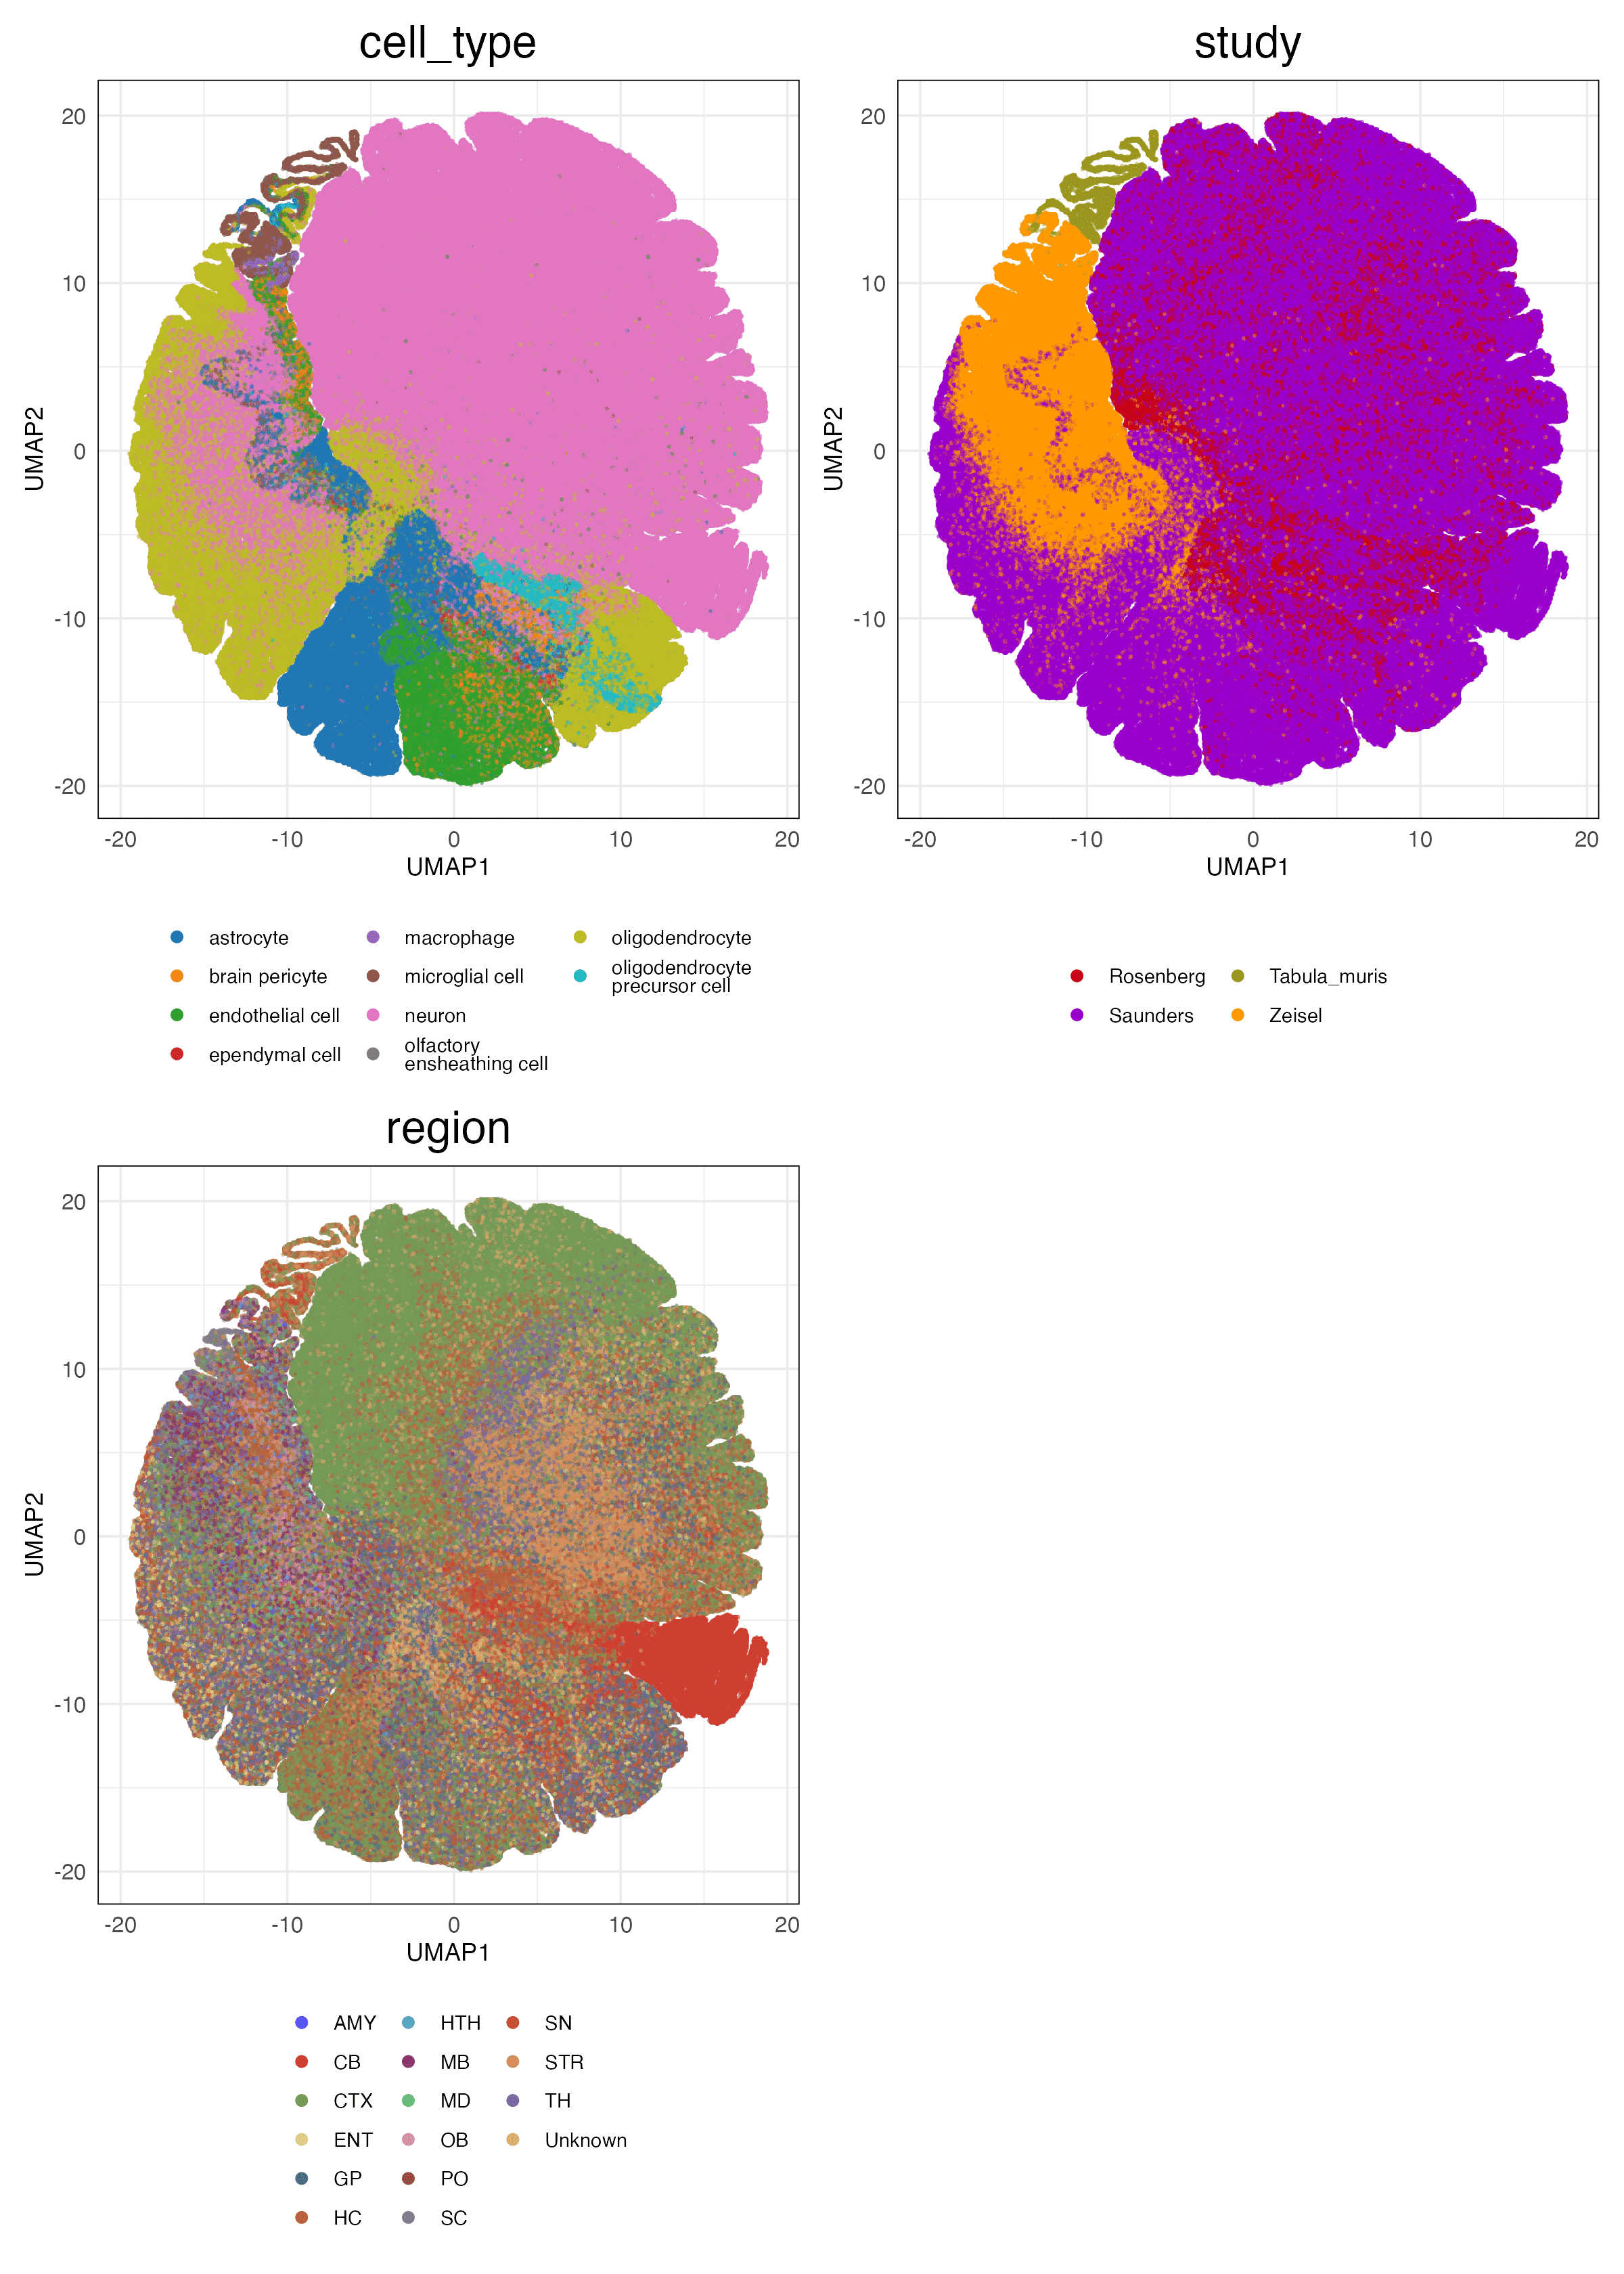 cell_type
study
20
10
0
-10
-20
UMAP2
-20
-10
0
10
20
UMAP1
20
10
0
-10
-20
UMAP2
-20
-10
0
10
20
UMAP1
astrocyte
brain pericyte
endothelial cell
ependymal cell
macrophage
microglial cell
neuron
olfactory
ensheathing cell
oligodendrocyte
oligodendrocyte
precursor cell
Rosenberg
Saunders
Tabula_muris
Zeisel
region
20
10
0
-10
-20
UMAP2
-20
-10
0
10
20
UMAP1
AMY
CB
CTX
ENT
GP
HC
HTH
MB
MD
OB
PO
SC
SN
STR
TH
Unknown